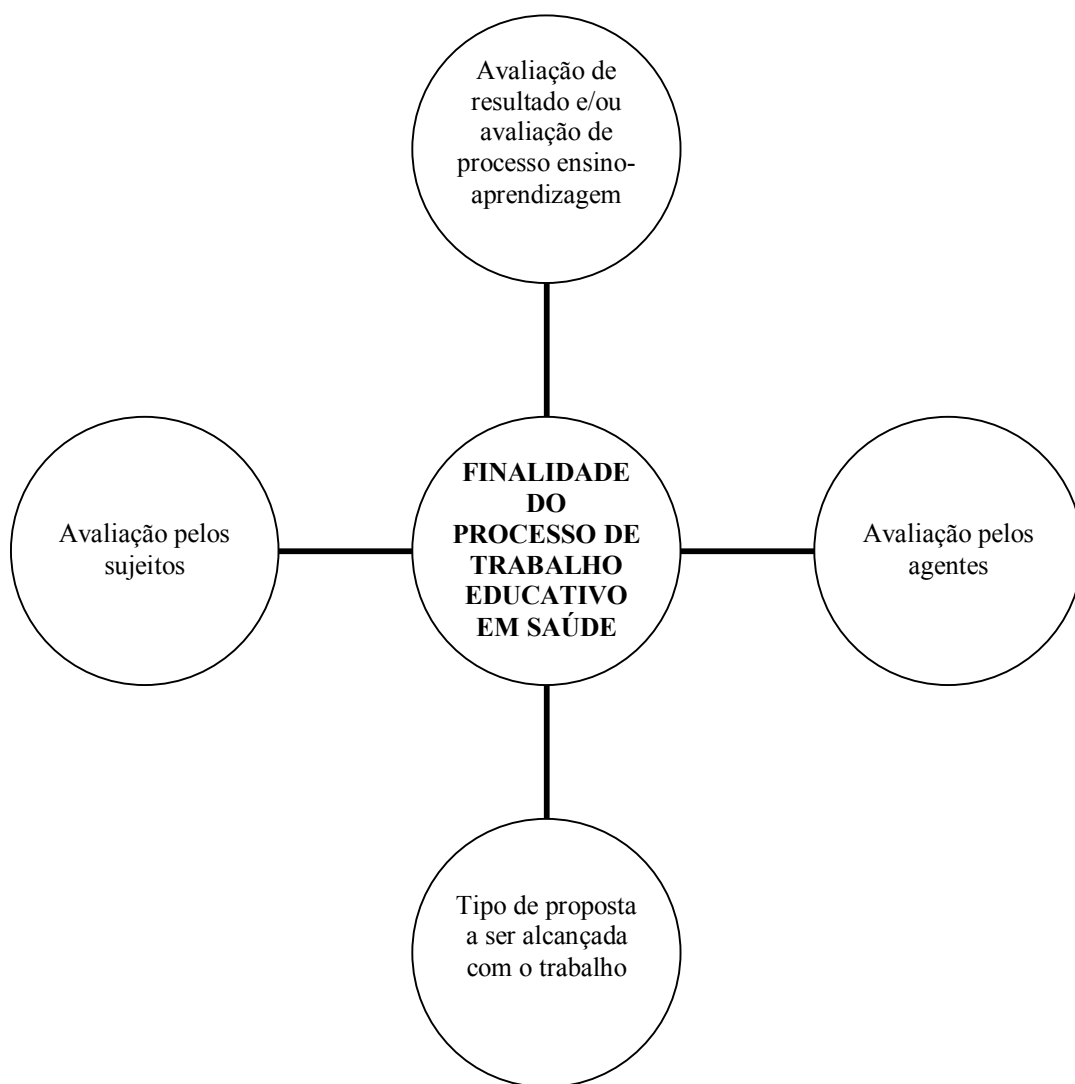 Avaliação de
resultado e/ou
avaliação de
processo ensino-
aprendizagem
Avaliação pelos
sujeitos
FINALIDADE
DO
PROCESSO DE
TRABALHO
EDUCATIVO
EM SAÚDE
Avaliação pelos
agentes
Tipo de proposta
a ser alcançada
com o trabalho